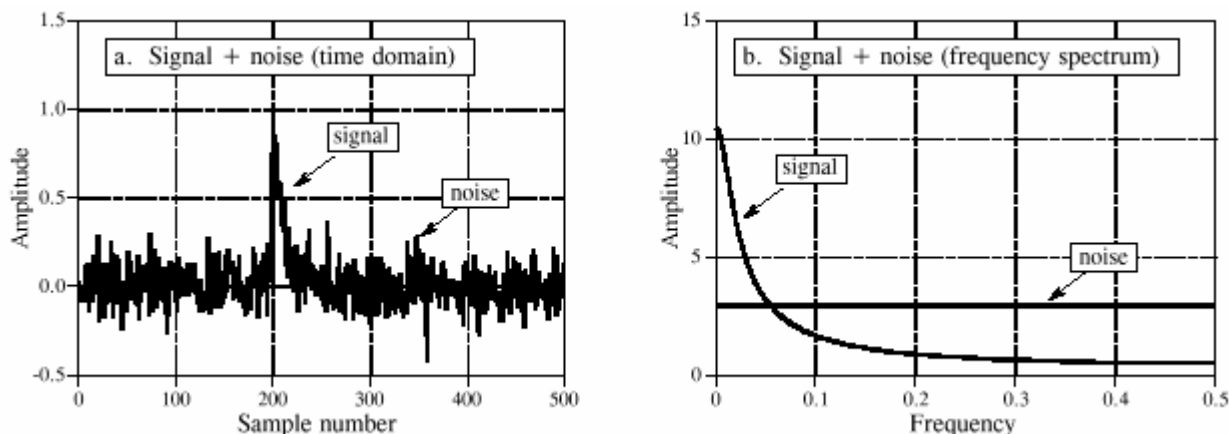 a. Signal + noise (time domain)
1.5
1.0
0.5
0.0
-0.5
Amplitude
signal
noise
0 100 200 300 400 500
Sample number
b. Signal + noise (frequency spectrum)
15
10
5
0
Amplitude
signal
noise
0 0.1 0.2 0.3 0.4 0.5
Frequency